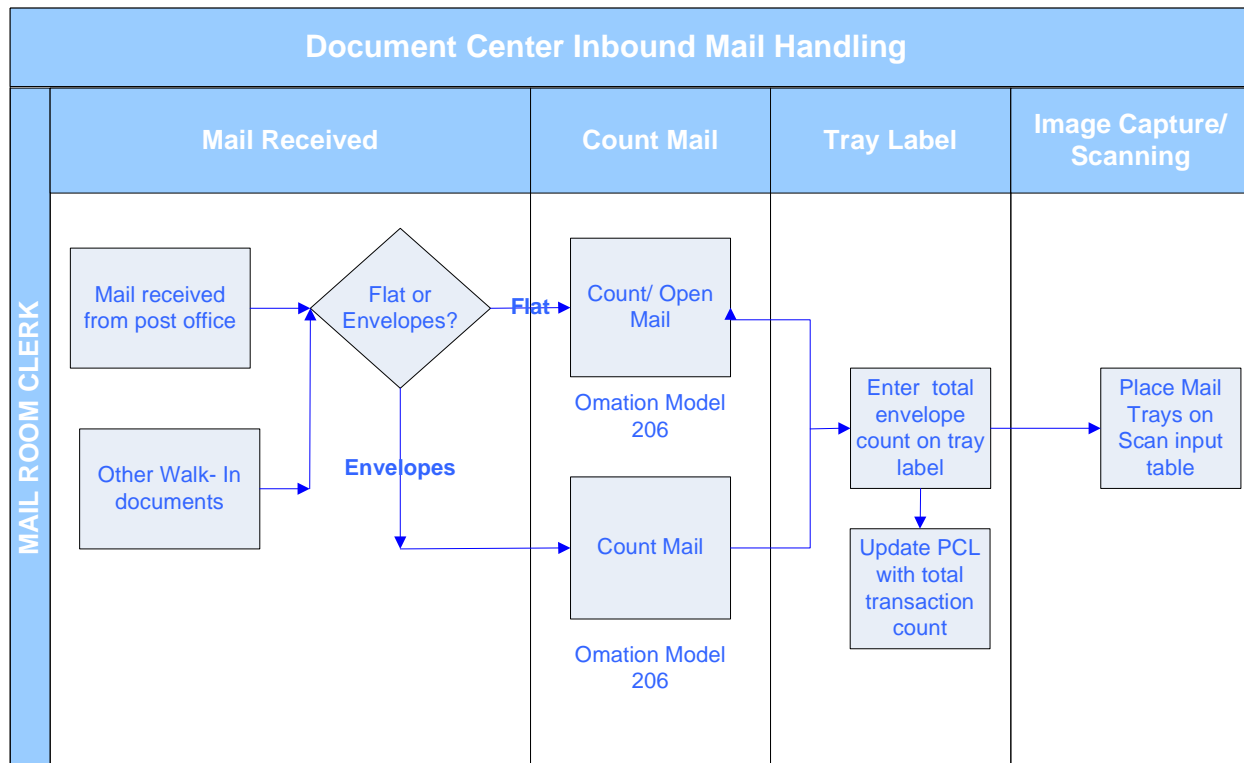 Document Center Inbound Mail Handling
MAIL ROOM CLERK
Mail Received
Count Mail
Tray Label
Image Capture/
Scanning
Mail received
from post office
Other Walk- In
documents
Flat or
Envelopes?
Flat
Envelopes
Count/ Open
Mail
Omation Model
206
Count Mail
Omation Model
206
Enter total
envelope
count on tray
label
Update PCL
with total
transaction
count
Place Mail
Trays on
Scan input
table